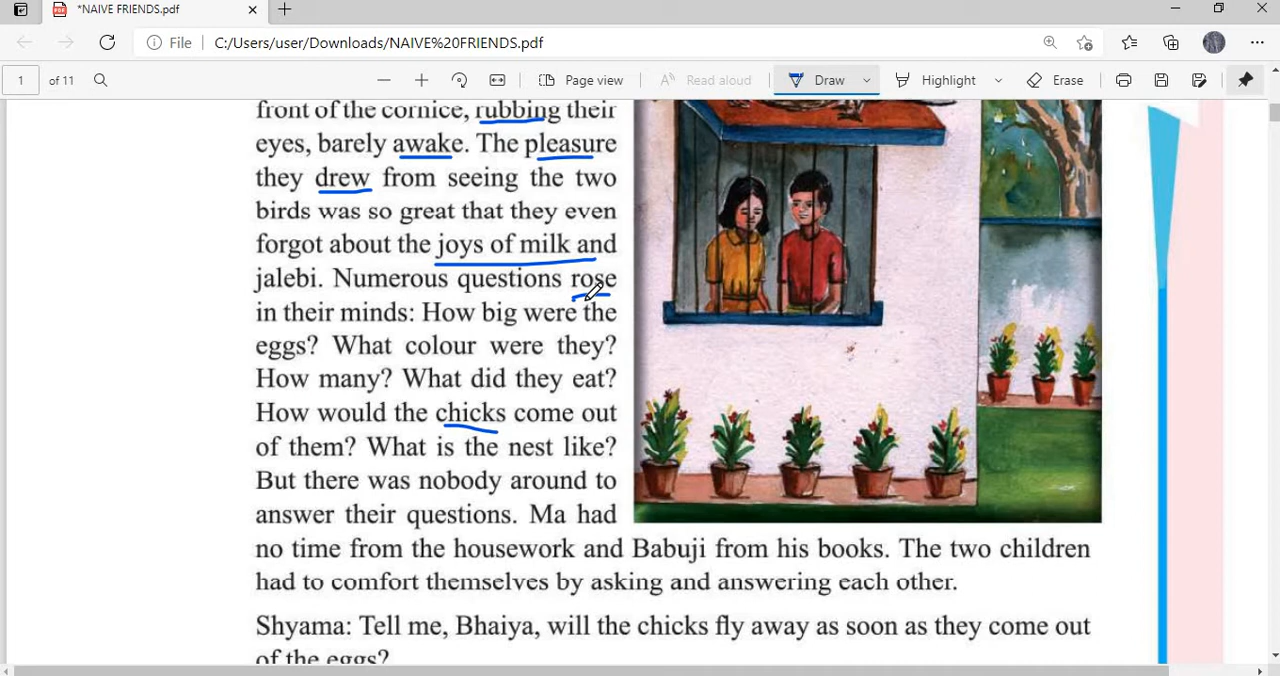 *NAIVE FRIENDS.pdf
File C:/Users/user/Downloads/NAIVE%20FRIENDS.pdf
1 of 11 Page view Read aloud Draw Highlight Erase
front of the cornice, rubbing their
eyes, barely awake. The pleasure
they drew from seeing the two
birds was so great that they even
forgot about the joys of milk and
jalebi. Numerous questions rose
in their minds: How big were the
eggs? What colour were they?
How many? What did they eat?
How would the chicks come out
of them? What is the nest like?
But there was nobody around to
answer their questions. Ma had
no time from the housework and Babuji from his books. The two children
had to comfort themselves by asking and answering each other.
Shyama: Tell me, Bhaiya, will the chicks fly away as soon as they come out
of the eggs?